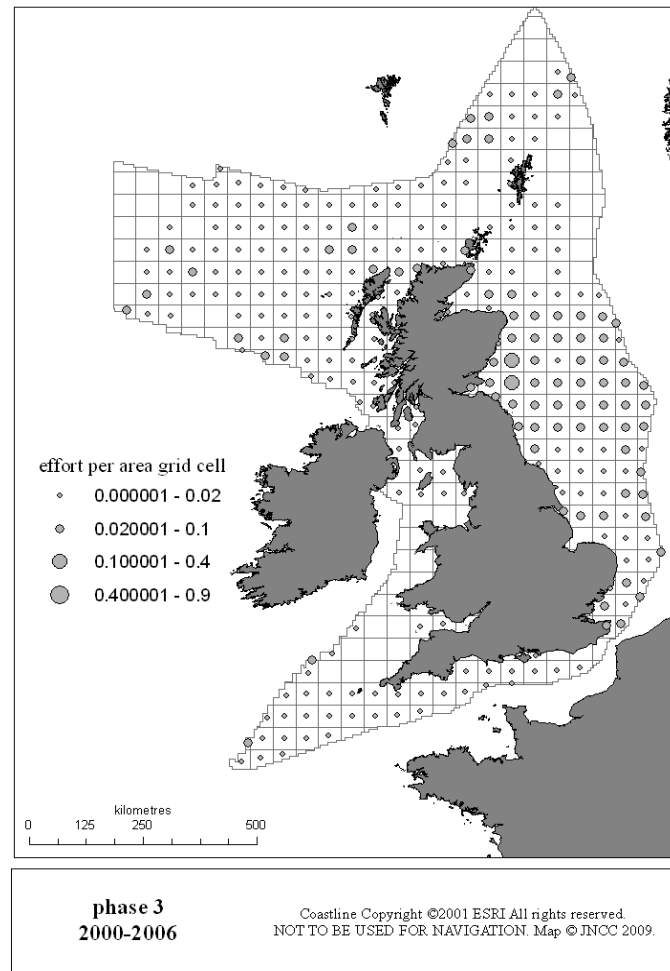 effort per area grid cell
0.000001 - 0.02
0.020001 - 0.1
0.100001 - 0.4
0.400001 - 0.9
kilometres
0 125 250 500
phase 3
2000-2006
Coastline Copyright ©2001 ESRI All rights reserved.
NOT TO BE USED FOR NAVIGATION. Map © JNCC 2009.